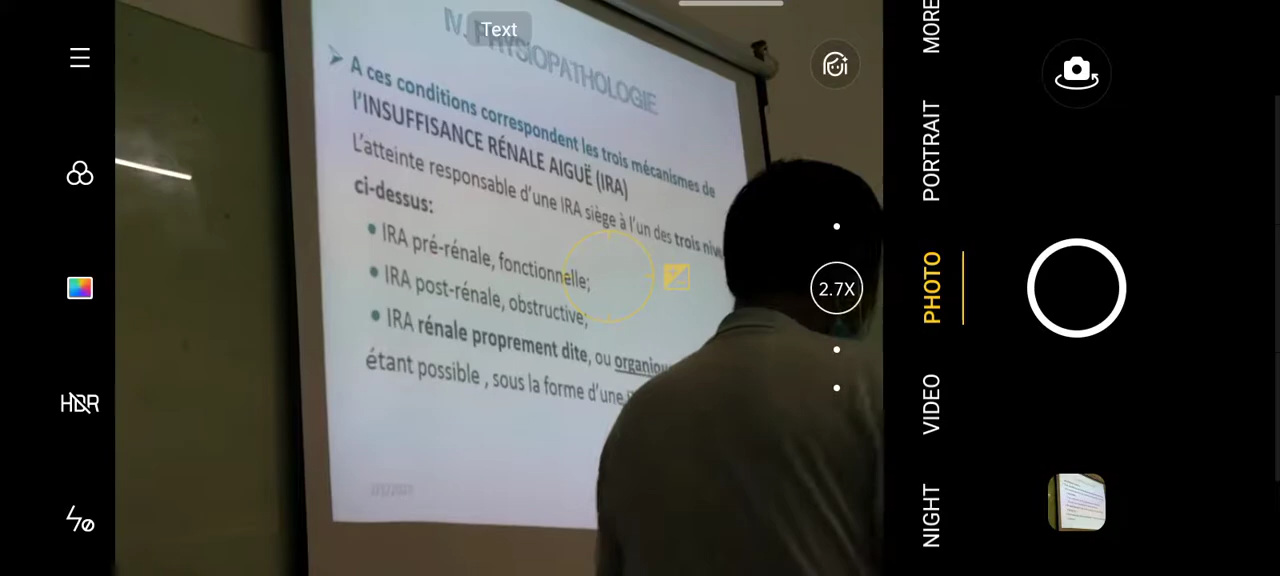 Text
IV. PHYSIOPATHOLOGIE
➢ A ces conditions correspondent les trois mécanismes de
l'INSUFFISANCE RÉNALE AIGUË (IRA)
L'atteinte responsable d'une IRA siège à l'un des trois
ci-dessus:
• IRA pré-rénale, fonctionnelle;
• IRA post-rénale, obstructive;
• IRA rénale proprement dite, ou
étant possible , sous la forme d'une
HDR
2.7X
MORE
PORTRAIT
PHOTO
VIDEO
NIGHT